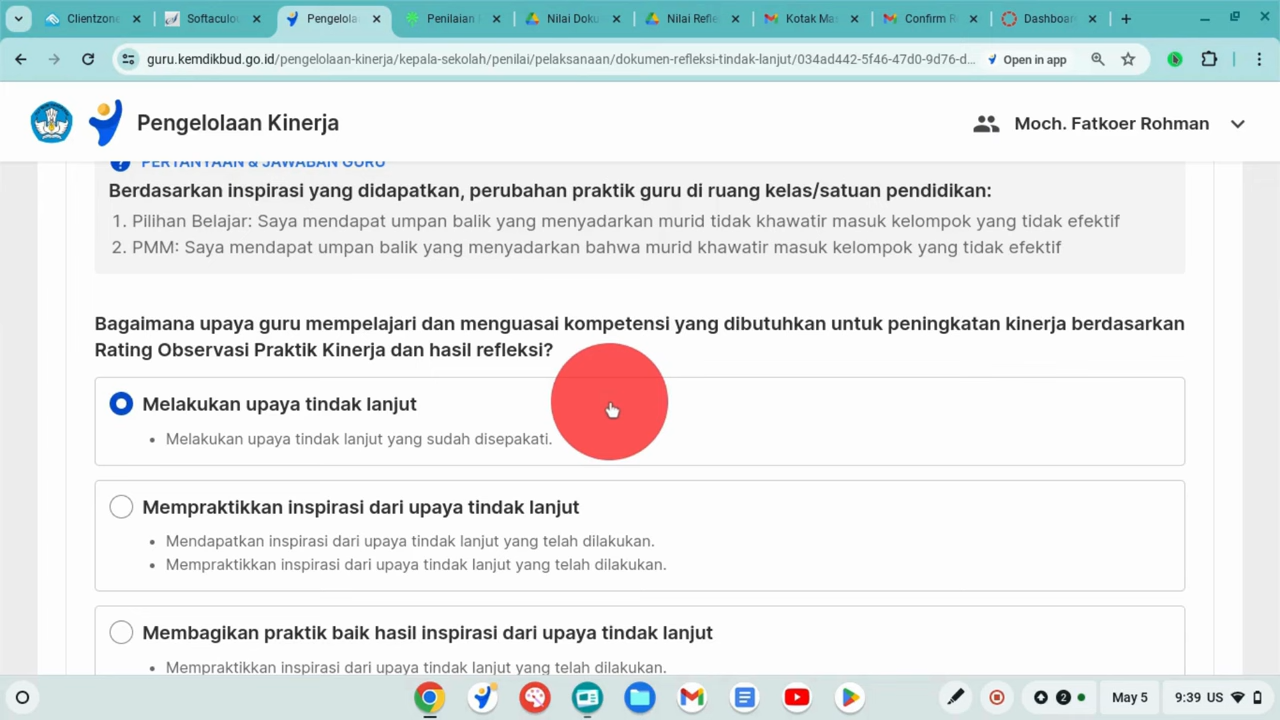 Clientzone
Softaculo
Pengelola
Penilaian
Nilai Doku
Nilai Refle
Kotak Ma
Confirm R
Dashboar
guru.kemdikbud.go.id/pengelolaan-kinerja/kepala-sekolah/penilai/pelaksanaan/dokumen-refleksi-tindak-lanjut/034ad442-5f46-47d0-9d76-d...
Open in app
Pengelolaan Kinerja
Moch. Fatkoer Rohman
PERTANYAAN & JAWABAN GURU
Berdasarkan inspirasi yang didapatkan, perubahan praktik guru di ruang kelas/satuan pendidikan:
1. Pilihan Belajar: Saya mendapat umpan balik yang menyadarkan murid tidak khawatir masuk kelompok yang tidak efektif
2. PMM: Saya mendapat umpan balik yang menyadarkan bahwa murid khawatir masuk kelompok yang tidak efektif
Bagaimana upaya guru mempelajari dan menguasai kompetensi yang dibutuhkan untuk peningkatan kinerja berdasarkan
Rating Observasi Praktik Kinerja dan hasil refleksi?
Melakukan upaya tindak lanjut
• Melakukan upaya tindak lanjut yang sudah disepakati.
Mempraktikkan inspirasi dari upaya tindak lanjut
• Mendapatkan inspirasi dari upaya tindak lanjut yang telah dilakukan.
• Mempraktikkan inspirasi dari upaya tindak lanjut yang telah dilakukan.
Membagikan praktik baik hasil inspirasi dari upaya tindak lanjut
• Mempraktikkan inspirasi dari upaya tindak lanjut yang telah dilakukan.
2
May 5
9:39 US